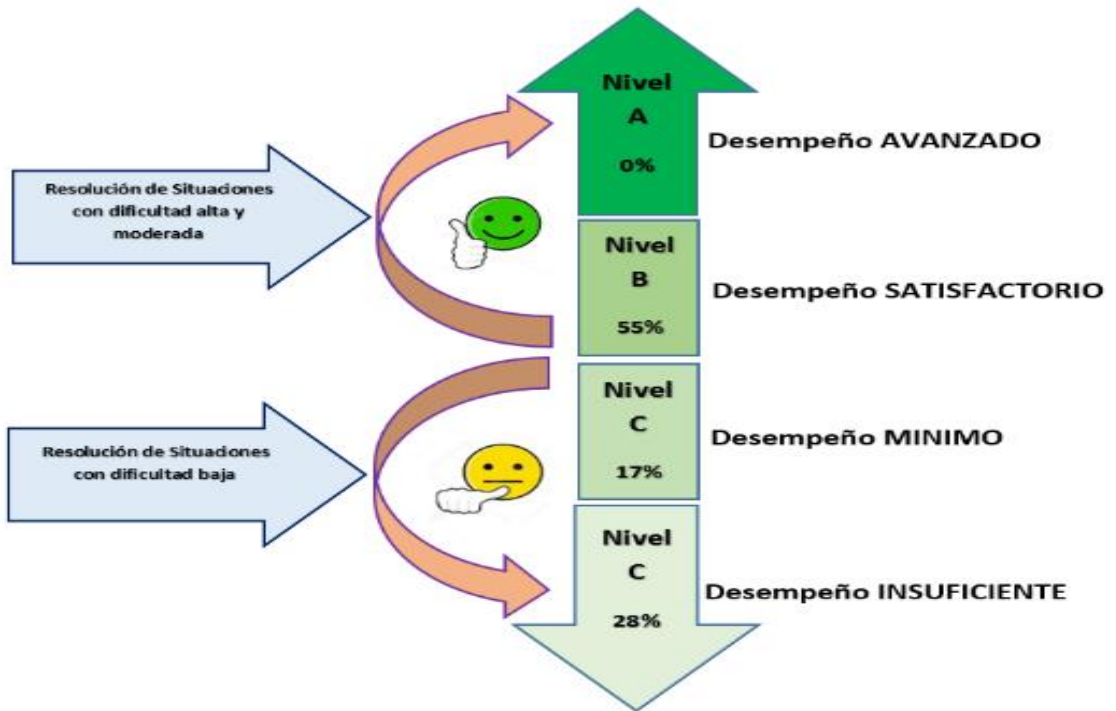 Nivel
A
0%
Desempeño AVANZADO
Resolución de Situaciones
con dificultad alta y
moderada
Nivel
B
55%
Desempeño SATISFACTORIO
Nivel
C
17%
Desempeño MINIMO
Resolución de Situaciones
con dificultad baja
Nivel
C
28%
Desempeño INSUFICIENTE